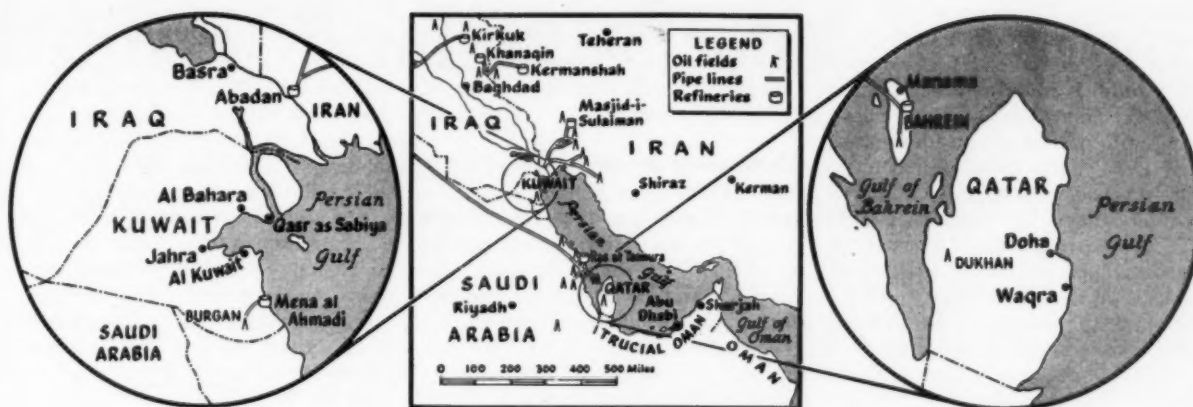 Basra
Abadan
IRAQ
IRAN
Al Bahara
KUWAIT
Persian
Gulf
Qasr as Sabiya
Jahra
Al Kuwait
Mena al
Ahmadi
BURGAN
SAUDI
ARABIA
Kirkuk
Teheran
Khanaqin
Kermanshah
Baghdad
LEGEND
Oil fields
Pipe lines
Refineries
Masjid-i-
Sulaiman
IRAQ
IRAN
KUWAIT
Shiraz
Kerman
Persian
Gulf
Ras at Tannura
SAUDI
ARABIA
QATAR
Riyadh
Abu
Dhabi
Sharjah
Gulf of
Oman
TRUCIAL OMAN
OMAN
0 100 200 300 400 500 Miles
Manama
BAHREIN
Gulf of
Bahrein
QATAR
Persian
Gulf
Doha
DUKHAN
Waqra